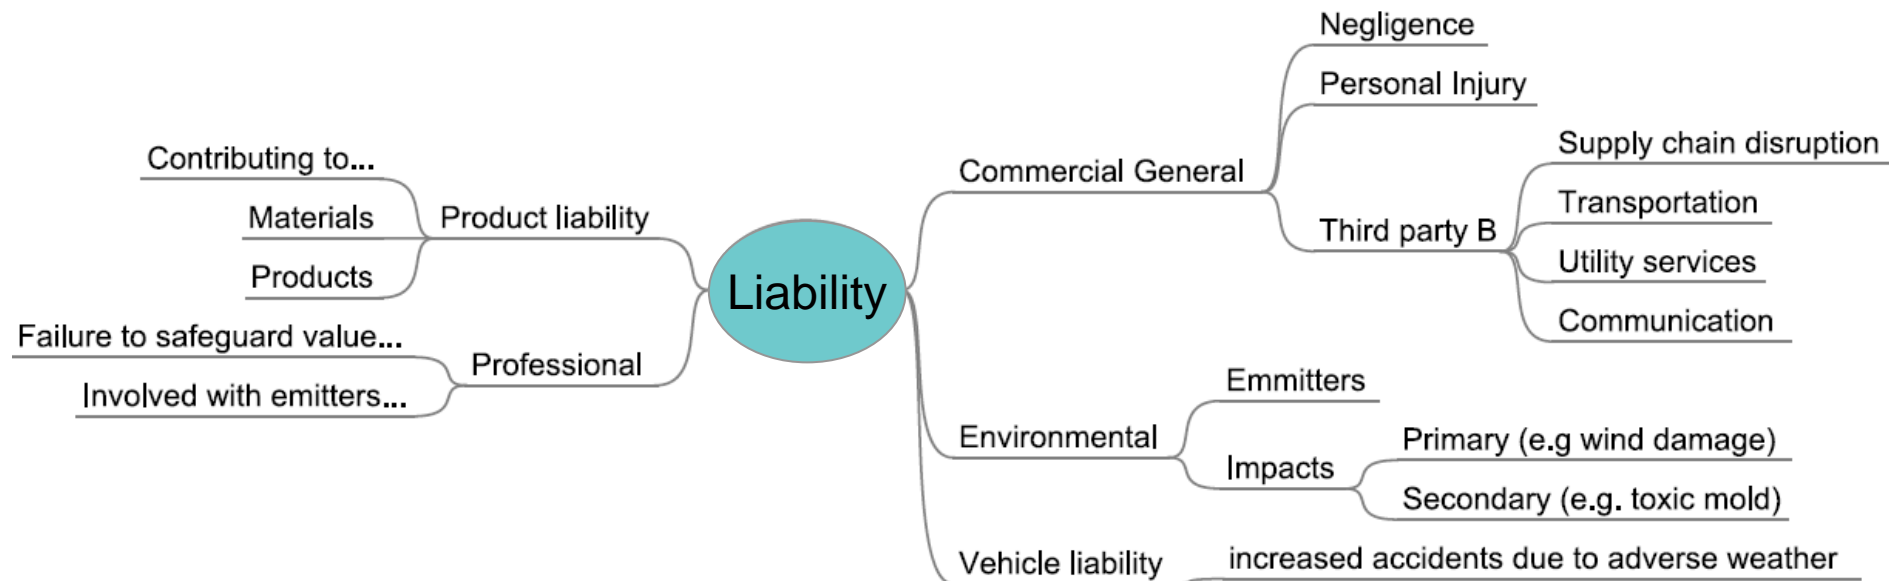 Liability
Product liability
Contributing to...
Materials
Products
Professional
Failure to safeguard value...
Involved with emitters...
Commercial General
Negligence
Personal Injury
Third party B
Supply chain disruption
Transportation
Utility services
Communication
Environmental
Emmitters
Impacts
Primary (e.g wind damage)
Secondary (e.g. toxic mold)
Vehicle liability
increased accidents due to adverse weather